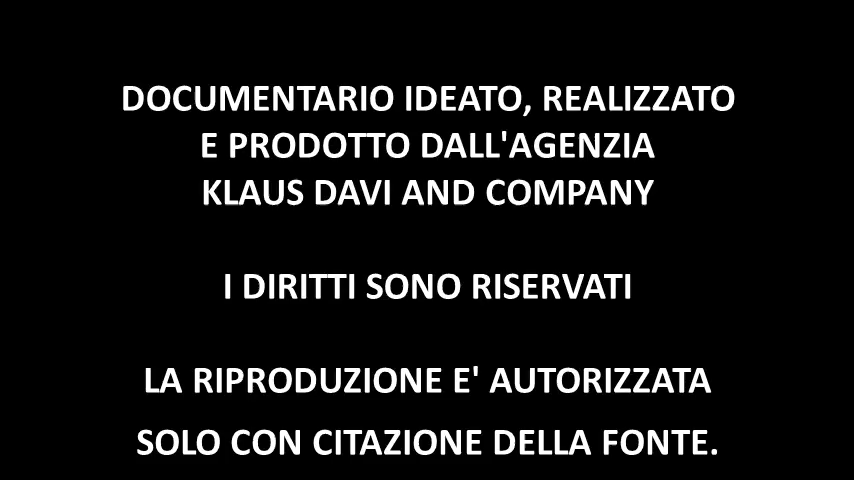 DOCUMENTARIO IDEATO, REALIZZATO
E PRODOTTO DALL'AGENZIA
KLAUS DAVI AND COMPANY
I DIRITTI SONO RISERVATI
LA RIPRODUZIONE E' AUTORIZZATA
SOLO CON CITAZIONE DELLA FONTE.